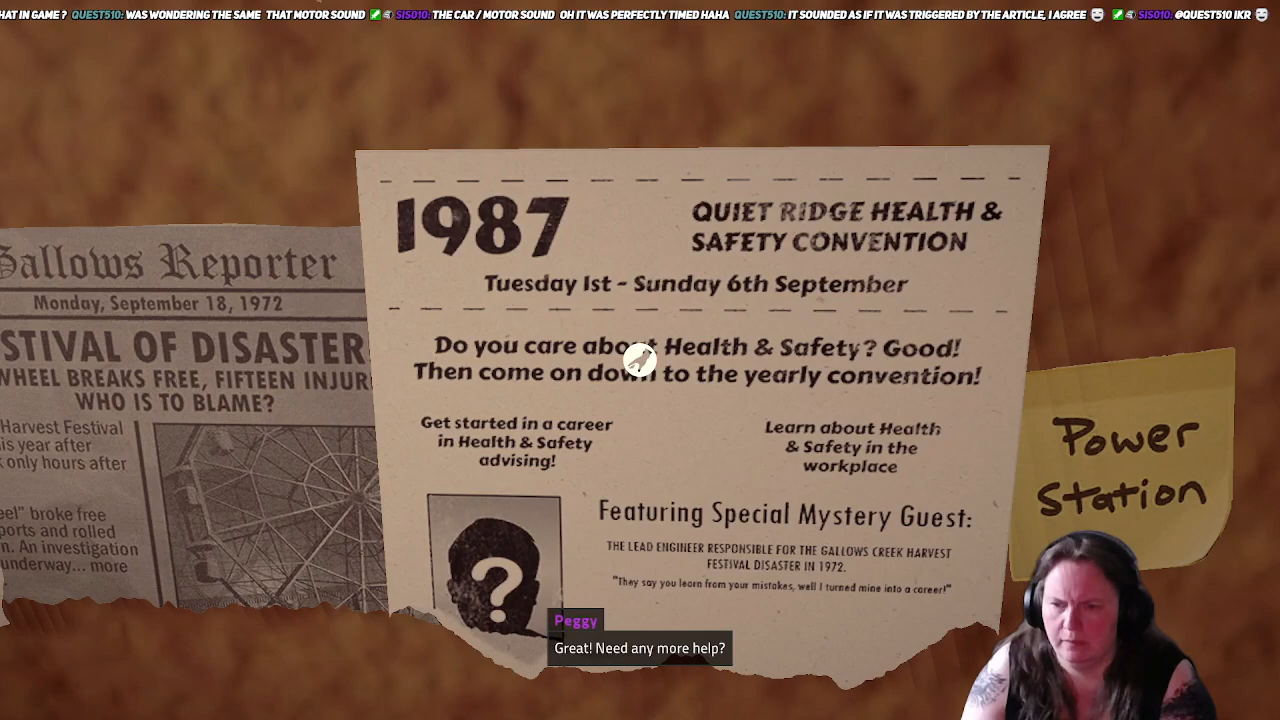 HAT IN GAME ? QUEST510: WAS WONDERING THE SAME THAT MOTOR SOUND SIS010: THE CAR / MOTOR SOUND OH IT WAS PERFECTLY TIMED HAHA QUEST510: IT SOUNDED AS IF IT WAS TRIGGERED BY THE ARTICLE, I AGREE SIS010: @QUEST510 IKR
Gallows Reporter
Monday, September 18, 1972
STIVAL OF DISASTER
WHEEL BREAKS FREE, FIFTEEN INJUR
WHO IS TO BLAME?
Harvest Festival
is year after
only hours after
eel" broke free
ports and rolled
n. An investigation
underway... more
1987
QUIET RIDGE HEALTH &
SAFETY CONVENTION
Tuesday 1st - Sunday 6th September
Do you care about Health & Safety? Good!
Then come on down to the yearly convention!
Get started in a career
in Health & Safety
advising!
Learn about Health
& Safety in the
workplace
?
Featuring Special Mystery Guest:
THE LEAD ENGINEER RESPONSIBLE FOR THE GALLOWS CREEK HARVEST
FESTIVAL DISASTER IN 1972.
"They say you learn from your mistakes, well I turned mine into a career!"
Power
Station
Peggy
Great! Need any more help?